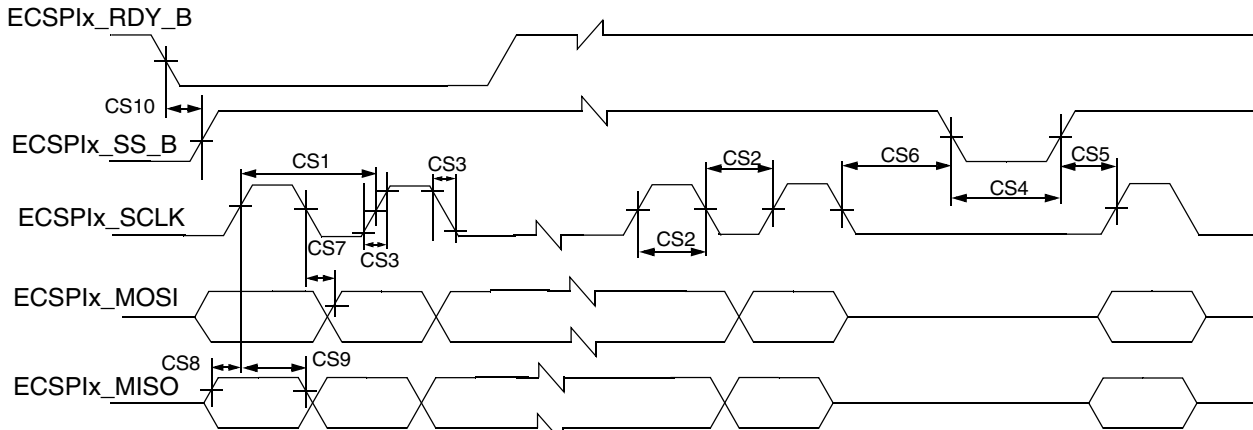 ECSPIx_RDY_B
CS10
ECSPIx_SS_B
CS1
CS3
CS2
CS6
CS5
CS4
ECSPIx_SCLK
CS7
CS3
CS2
ECSPIx_MOSI
CS8
CS9
ECSPIx_MISO